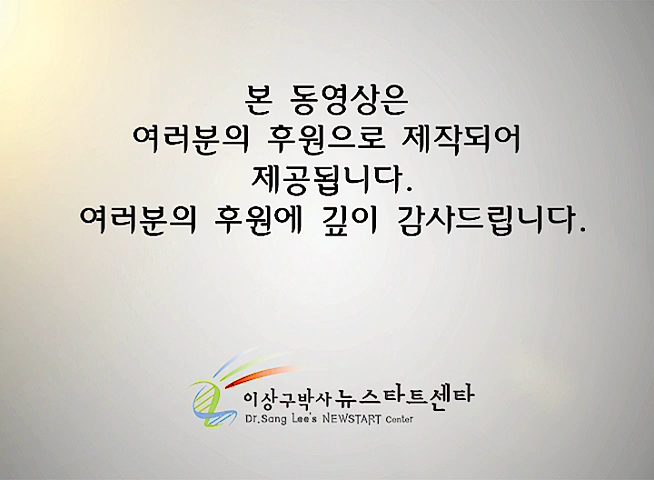 본 동영상은
여러분의 후원으로 제작되어
제공됩니다.
여러분의 후원에 깊이 감사드립니다.
이상구박사 뉴스타트센타
Dr.Sang Lee's NEWSTART Center